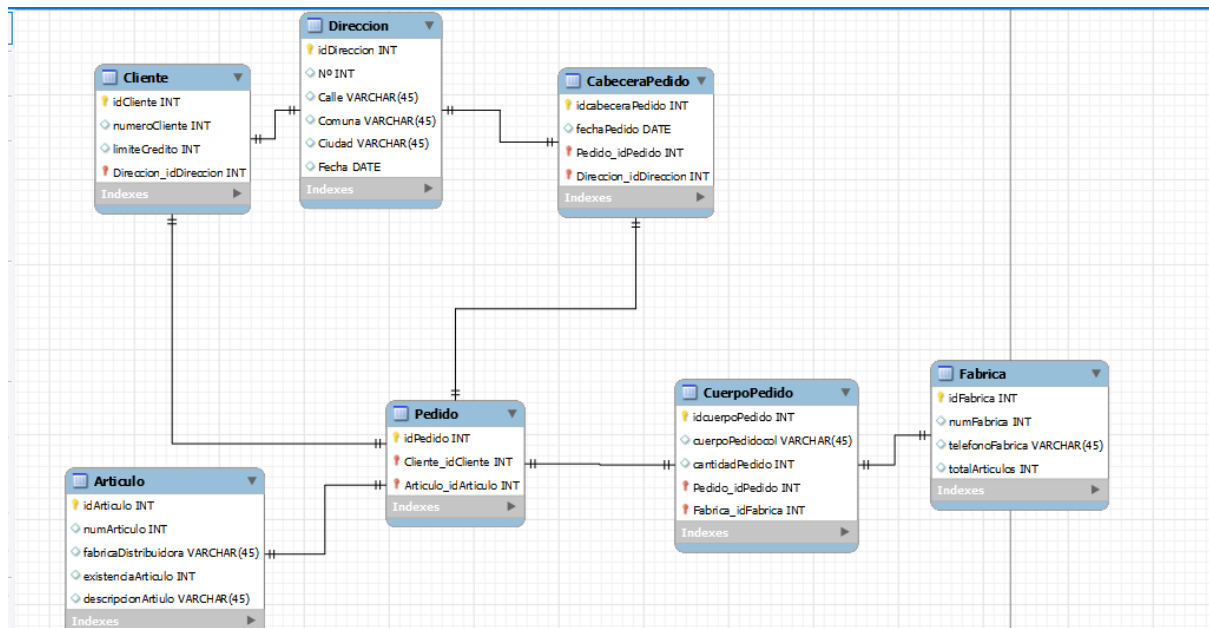 Direccion
idDireccion INT
Nº INT
Calle VARCHAR(45)
Comuna VARCHAR(45)
Ciudad VARCHAR(45)
Fecha DATE
Indexes
Cliente
idCliente INT
numeroCliente INT
limiteCredito INT
Direccion_idDireccion INT
Indexes
CabeceraPedido
idcabeceraPedido INT
fechaPedido DATE
Pedido_idPedido INT
Direccion_idDireccion INT
Indexes
Fabrica
idFabrica INT
numFabrica INT
telefonoFabrica VARCHAR(45)
totalArticulos INT
Indexes
CuerpoPedido
idcuerpoPedido INT
cuerpoPedidocol VARCHAR(45)
cantidadPedido INT
Pedido_idPedido INT
Fabrica_idFabrica INT
Indexes
Pedido
idPedido INT
Cliente_idCliente INT
Articulo_idArticulo INT
Indexes
Articulo
idArticulo INT
numArticulo INT
fabricaDistribuidora VARCHAR(45)
existenciaArticulo INT
descripcionArtiulo VARCHAR(45)
Indexes